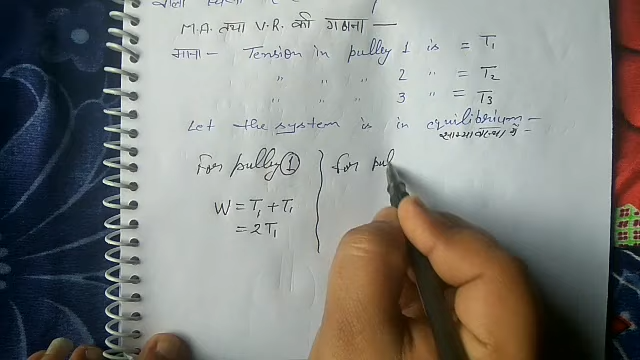 M.A. तथा V.R. की गणना —
माना - Tension in pully 1 is = T₁
" " " 2 " = T₂
" " " 3 " = T₃
Let the system is in equilibrium -
साम्यावस्था में
For pully ①
W = T₁ + T₁
= 2T₁
for pul